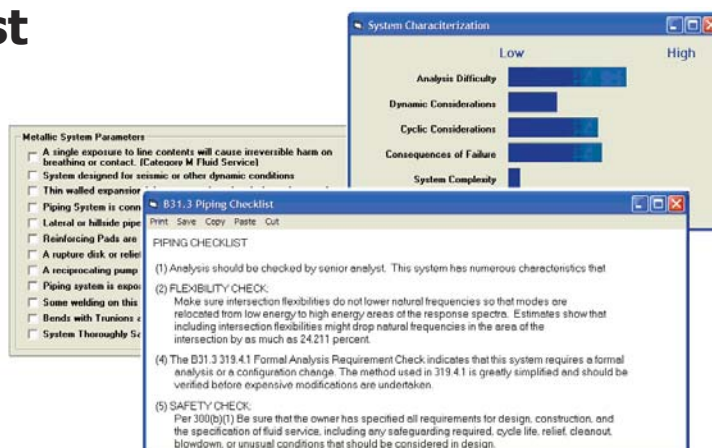 st
System Characiterization
Low High
Analysis Difficulty
Dynamic Considerations
Cyclic Considerations
Consequences of Failure
System Complexity
Metallic System Parameters
A single exposure to line contents will cause irreversible harm on
breathing or contact. (Category M Fluid Service)
System designed for seismic or other dynamic conditions
Thin walled expansion
Piping System is conn
Lateral or hillside pipe
Reinforcing Pads are
A rupture disk or relie
A reciprocating pump
Piping system is expo
Some welding on this
Bends with Trunions
System Thoroughly
B31.3 Piping Checklist
Print Save Copy Paste Cut
PIPING CHECKLIST
(1) Analysis should be checked by senior analyst. This system has numerous characteristics that
(2) FLEXIBILITY CHECK:
Make sure intersection flexibilities do not lower natural frequencies so that modes are
relocated from low energy to high energy areas of the response spectra. Estimates show that
including intersection flexibilities might drop natural frequencies in the area of the
intersection by as much as 24.211 percent.
(4) The B31.3 319.4.1 Formal Analysis Requirement Check indicates that this system requires a formal
analysis or a configuration change. The method used in 319.4.1 is greatly simplified and should be
verified before expensive modifications are undertaken.
(5) SAFETY CHECK:
Per 300(b)(1) Be sure that the owner has specified all requirements for design, construction, and
the specification of fluid service, including any safeguarding required, cycle life, relief, cleanout,
blowdown, or unusual conditions that should be considered in design.